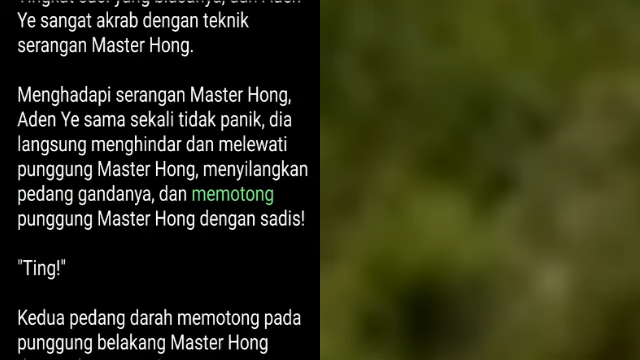 Ye sangat akrab dengan teknik
serangan Master Hong.
Menghadapi serangan Master Hong,
Aden Ye sama sekali tidak panik, dia
langsung menghindar dan melewati
punggung Master Hong, menyilangkan
pedang gandanya, dan memotong
punggung Master Hong dengan sadis!
"Ting!"
Kedua pedang darah memotong pada
punggung belakang Master Hong